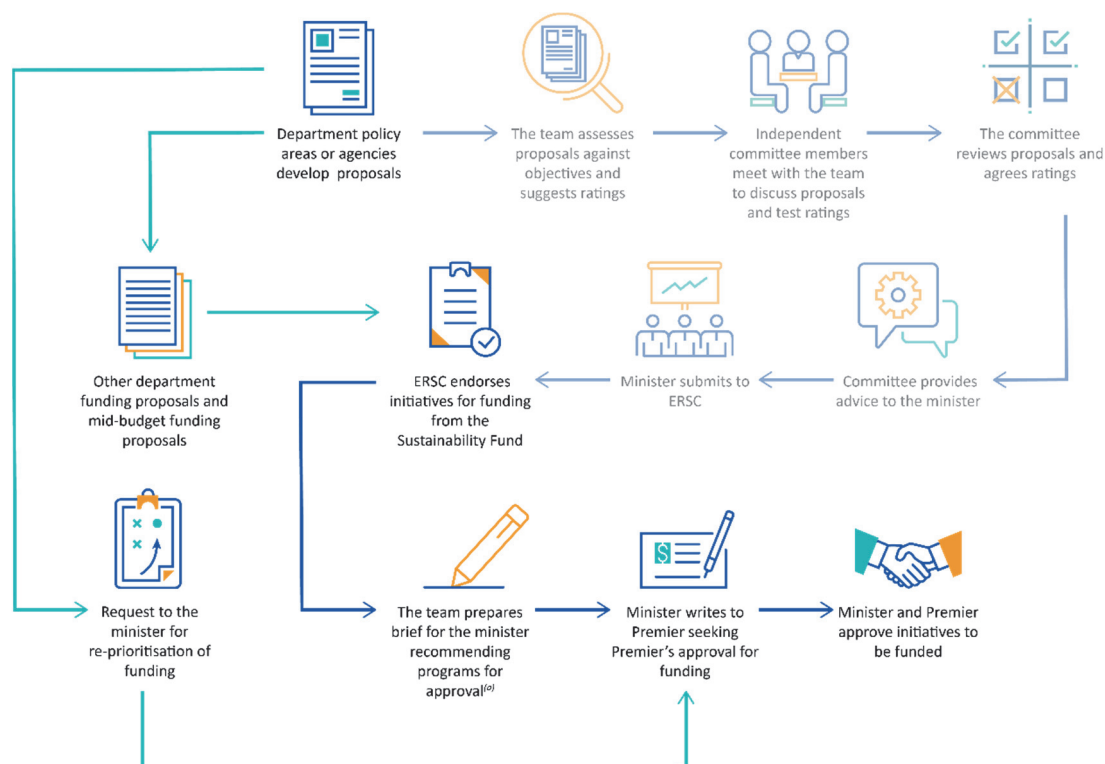 Department policy
areas or agencies
develop proposals
The team assesses
proposals against
objectives and
suggests ratings
Independent
committee members
meet with the team
to discuss proposals
and test ratings
The committee
reviews proposals and
agrees ratings
Other department
funding proposals and
mid-budget funding
proposals
ERSC endorses
initiatives for funding
from the
Sustainability Fund
Minister submits to
ERSC
Committee provides
advice to the minister
$
Request to the
minister for
re-prioritisation of
funding
The team prepares
brief for the minister
recommending
programs for
approval(a)
Minister writes to
Premier seeking
Premier's approval for
funding
Minister and Premier
approve initiatives to
be funded